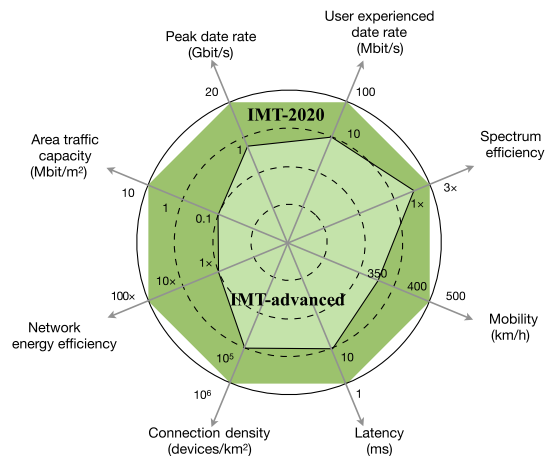 User experienced
date rate
(Mbit/s)
Peak date rate
(Gbit/s)
20
100
IMT-2020
1
10
Area traffic
capacity
(Mbit/m²)
Spectrum
efficiency
10
1
0.1
1×
3×
1×
10×
100×
350
400
500
IMT-advanced
Network
energy efficiency
Mobility
(km/h)
10⁵
10
10⁶
1
Connection density
(devices/km²)
Latency
(ms)